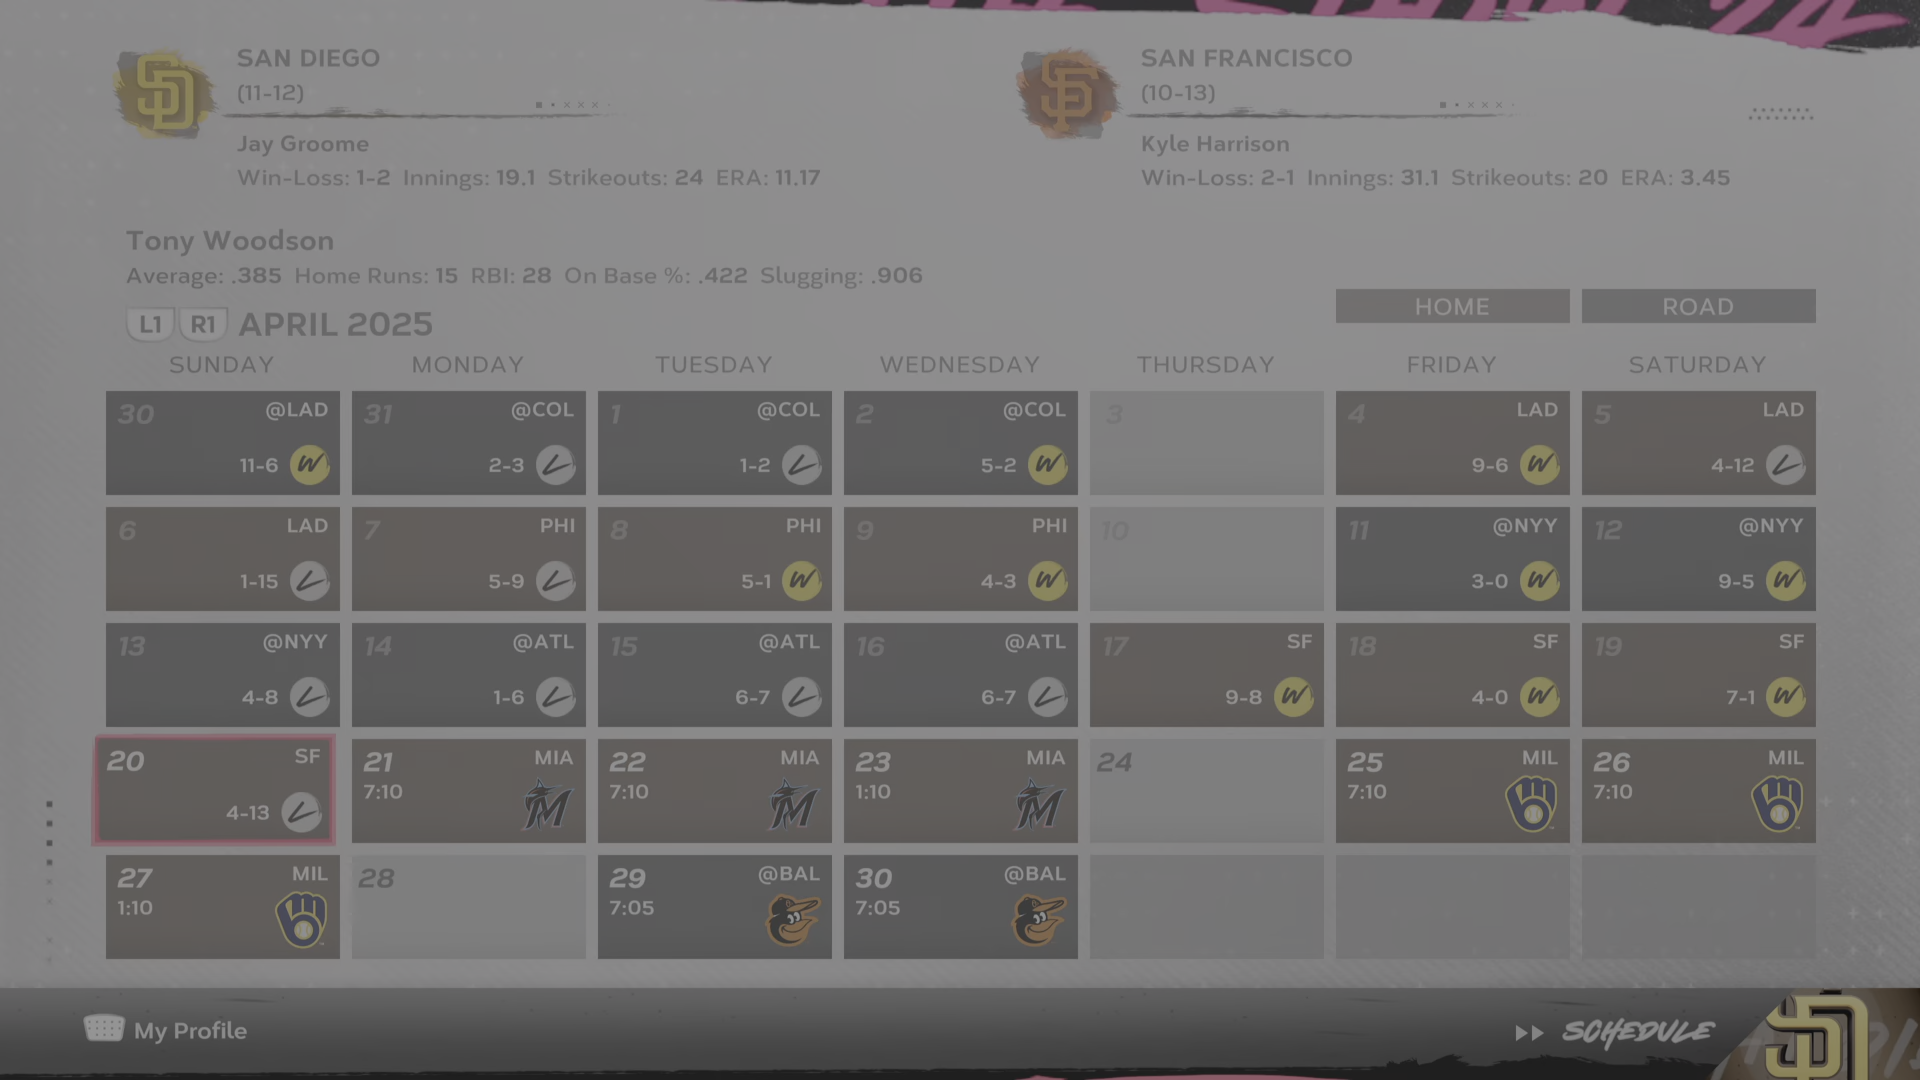 SAN DIEGO
(11-12)
Jay Groome
Win-Loss: 1-2 Innings: 19.1 Strikeouts: 24 ERA: 11.17
SAN FRANCISCO
(10-13)
Kyle Harrison
Win-Loss: 2-1 Innings: 31.1 Strikeouts: 20 ERA: 3.45
Tony Woodson
Average: .385 Home Runs: 15 RBI: 28 On Base %: .422 Slugging: .906
L1 R1 APRIL 2025
HOME ROAD
SUNDAY MONDAY TUESDAY WEDNESDAY THURSDAY FRIDAY SATURDAY
30 @LAD 31 @COL 1 @COL 2 @COL 3 4 LAD 5 LAD
11-6 W 2-3 L 1-2 L 5-2 W 9-6 W 4-12 L
6 LAD 7 PHI 8 PHI 9 PHI 10 11 @NYY 12 @NYY
1-15 L 5-9 L 5-1 W 4-3 W 3-0 W 9-5 W
13 @NYY 14 @ATL 15 @ATL 16 @ATL 17 SF 18 SF 19 SF
4-8 L 1-6 L 6-7 L 6-7 L 9-8 W 4-0 W 7-1 W
20 SF 21 MIA 22 MIA 23 MIA 24 25 MIL 26 MIL
4-13 L 7:10 7:10 1:10 7:10 7:10
27 MIL 28 29 @BAL 30 @BAL
1:10 7:05 7:05
My Profile
SCHEDULE